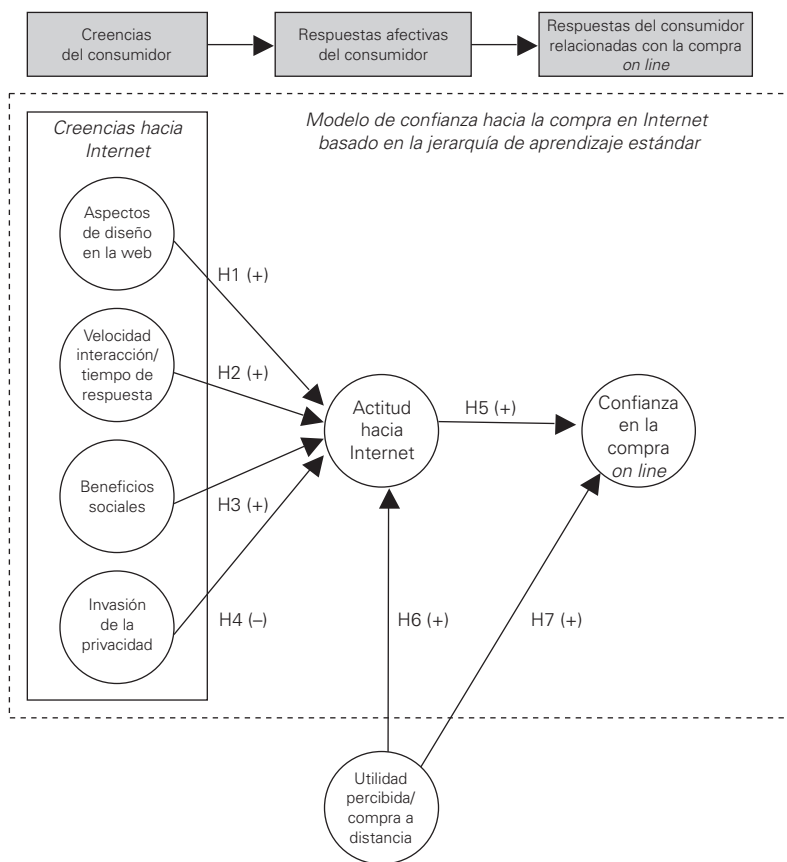 Creencias
del consumidor
Respuestas afectivas
del consumidor
Respuestas del consumidor
relacionadas con la compra
on line
Creencias hacia
Internet
Modelo de confianza hacia la compra en Internet
basado en la jerarquía de aprendizaje estándar
Aspectos
de diseño
en la web
H1 (+)
Velocidad
interacción/
tiempo de
respuesta
H2 (+)
Actitud
hacia
Internet
H5 (+)
Confianza
en la
compra
on line
Beneficios
sociales
H3 (+)
Invasión
de la
privacidad
H4 (–)
H6 (+)
H7 (+)
Utilidad
percibida/
compra a
distancia